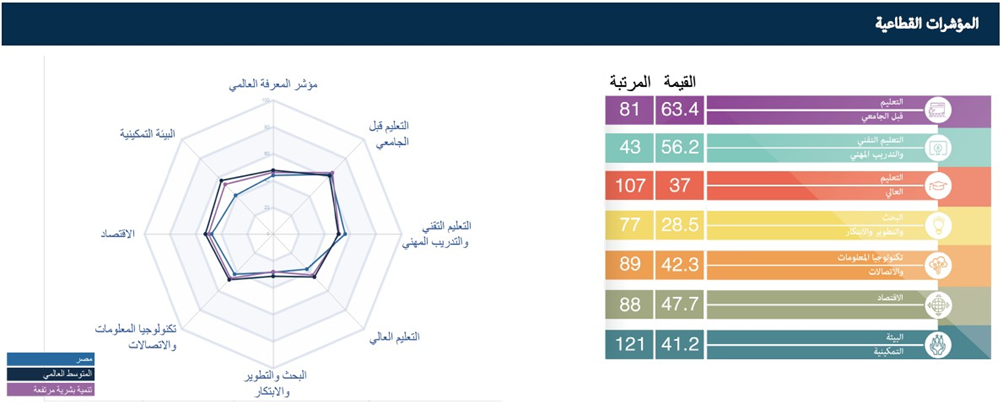 المؤشرات القطاعية
القيمة المرتبة
التعليم
قبل الجامعي
63.4 81
التعليم التقني
والتدريب المهني
56.2 43
التعليم
العالي
37 107
البحث
والتطوير والابتكار
28.5 77
تكنولوجيا المعلومات
والاتصالات
42.3 89
الاقتصاد
47.7 88
البيئة
التمكينية
41.2 121
مؤشر المعرفة العالمي
التعليم قبل
الجامعي
التعليم التقني
والتدريب المهني
التعليم العالي
البحث والتطوير
والابتكار
تكنولوجيا المعلومات
والاتصالات
الاقتصاد
البيئة التمكينية
مصر
المتوسط العالمي
تنمية بشرية مرتفعة